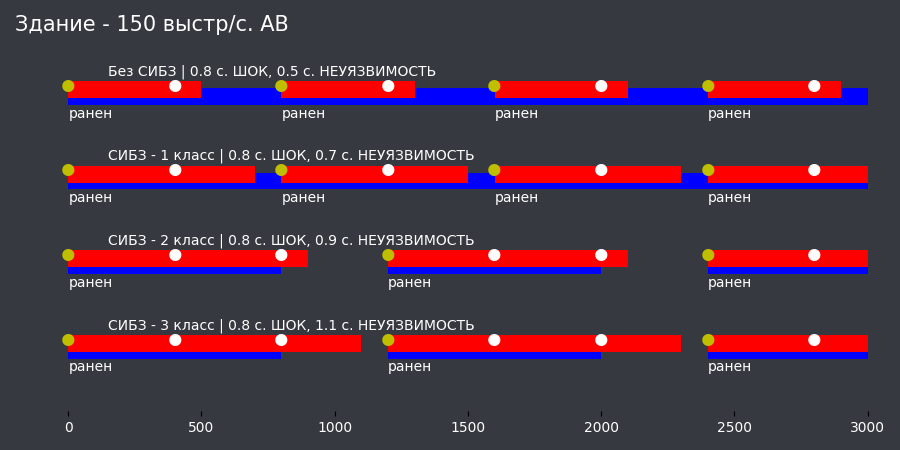 Здание - 150 выстр/с. АВ
Без СИБЗ | 0.8 с. ШОК, 0.5 с. НЕУЯЗВИМОСТЬ
ранен ранен ранен ранен
СИБЗ - 1 класс | 0.8 с. ШОК, 0.7 с. НЕУЯЗВИМОСТЬ
ранен ранен ранен ранен
СИБЗ - 2 класс | 0.8 с. ШОК, 0.9 с. НЕУЯЗВИМОСТЬ
ранен ранен ранен
СИБЗ - 3 класс | 0.8 с. ШОК, 1.1 с. НЕУЯЗВИМОСТЬ
ранен ранен ранен
0 500 1000 1500 2000 2500 3000